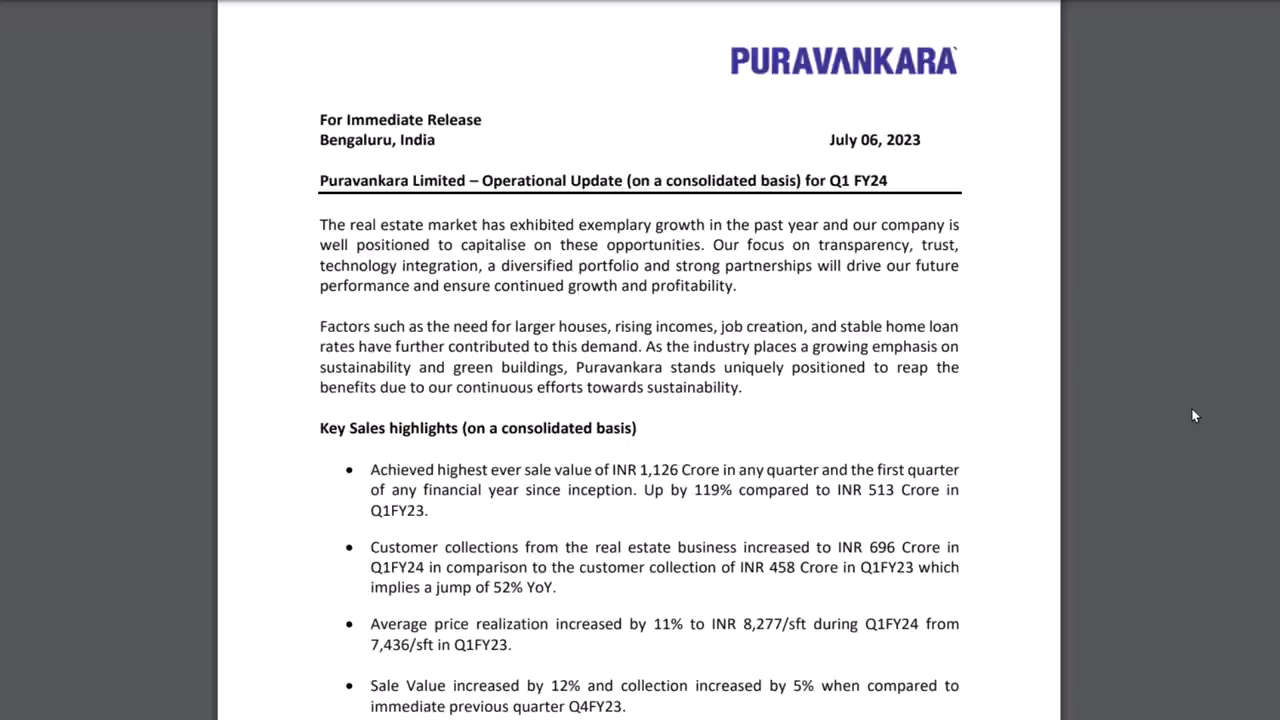 PURAVANKARA
For Immediate Release
Bengaluru, India July 06, 2023
Puravankara Limited – Operational Update (on a consolidated basis) for Q1 FY24
The real estate market has exhibited exemplary growth in the past year and our company is
well positioned to capitalise on these opportunities. Our focus on transparency, trust,
technology integration, a diversified portfolio and strong partnerships will drive our future
performance and ensure continued growth and profitability.
Factors such as the need for larger houses, rising incomes, job creation, and stable home loan
rates have further contributed to this demand. As the industry places a growing emphasis on
sustainability and green buildings, Puravankara stands uniquely positioned to reap the
benefits due to our continuous efforts towards sustainability.
Key Sales highlights (on a consolidated basis)
• Achieved highest ever sale value of INR 1,126 Crore in any quarter and the first quarter
of any financial year since inception. Up by 119% compared to INR 513 Crore in
Q1FY23.
• Customer collections from the real estate business increased to INR 696 Crore in
Q1FY24 in comparison to the customer collection of INR 458 Crore in Q1FY23 which
implies a jump of 52% YoY.
• Average price realization increased by 11% to INR 8,277/sft during Q1FY24 from
7,436/sft in Q1FY23.
• Sale Value increased by 12% and collection increased by 5% when compared to
immediate previous quarter Q4FY23.